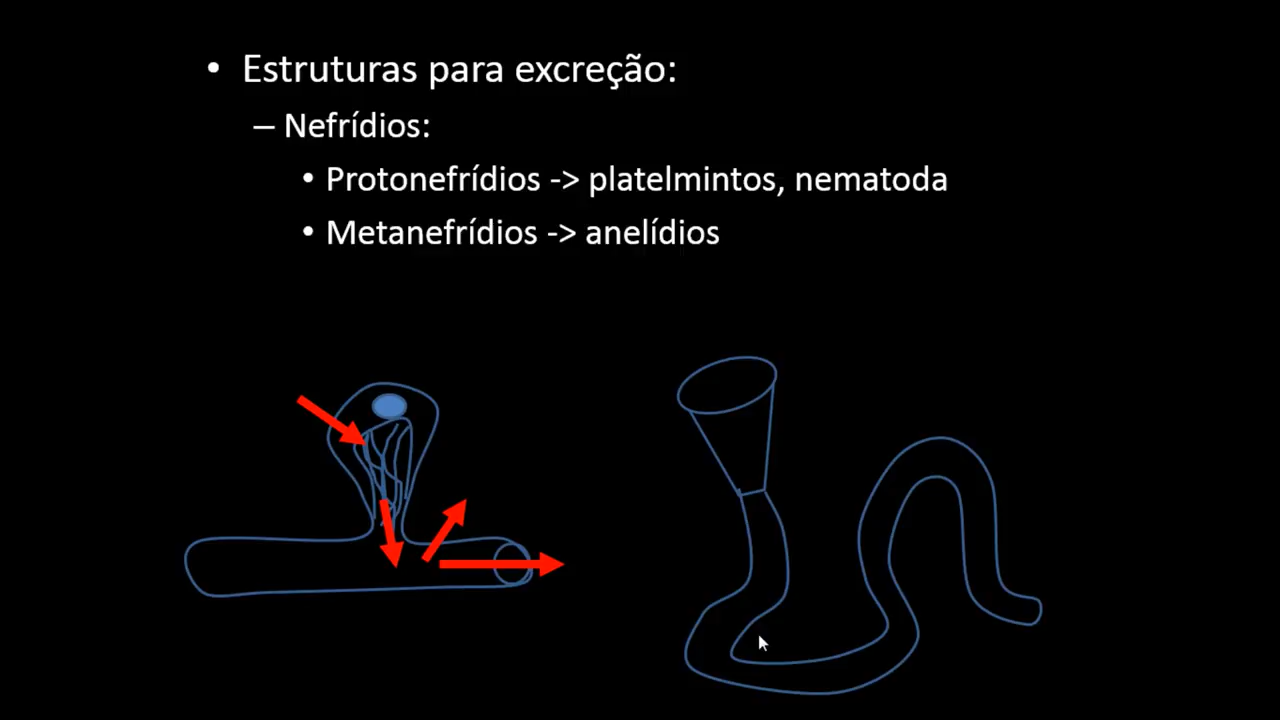 • Estruturas para excreção:
– Nefrídios:
• Protonefrídios -> platelmintos, nematoda
• Metanefrídios -> anelídios